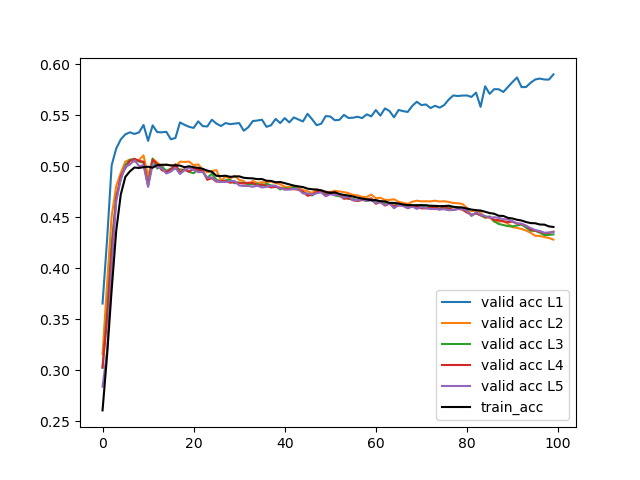 0.60
0.55
0.50
0.45
0.40
0.35
0.30
0.25
0
20
40
60
80
100
valid acc L1
valid acc L2
valid acc L3
valid acc L4
valid acc L5
train_acc